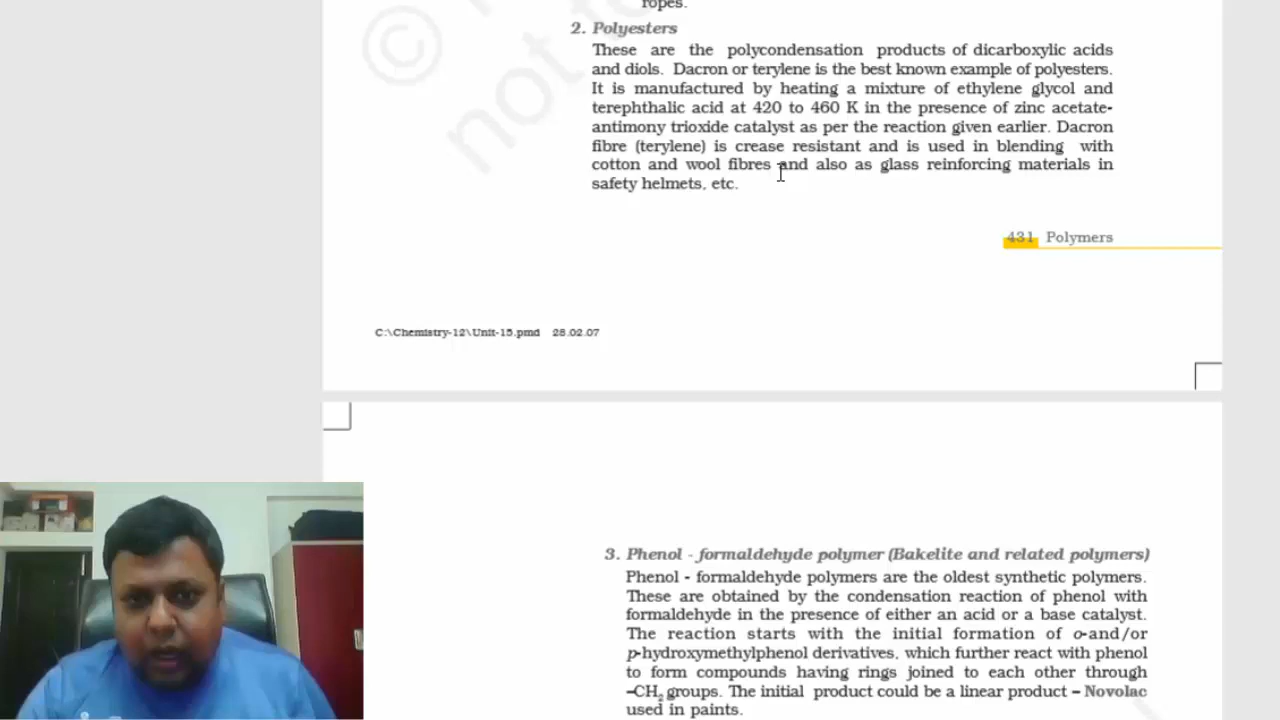 ropes.
2. Polyesters
These are the polycondensation products of dicarboxylic acids
and diols. Dacron or terylene is the best known example of polyesters.
It is manufactured by heating a mixture of ethylene glycol and
terephthalic acid at 420 to 460 K in the presence of zinc acetate-
antimony trioxide catalyst as per the reaction given earlier. Dacron
fibre (terylene) is crease resistant and is used in blending with
cotton and wool fibres and also as glass reinforcing materials in
safety helmets, etc.
431 Polymers
C:\Chemistry-12\Unit-15.pmd 28.02.07
3. Phenol - formaldehyde polymer (Bakelite and related polymers)
Phenol - formaldehyde polymers are the oldest synthetic polymers.
These are obtained by the condensation reaction of phenol with
formaldehyde in the presence of either an acid or a base catalyst.
The reaction starts with the initial formation of o-and/or
p-hydroxymethylphenol derivatives, which further react with phenol
to form compounds having rings joined to each other through
–CH2 groups. The initial product could be a linear product – Novolac
used in paints.